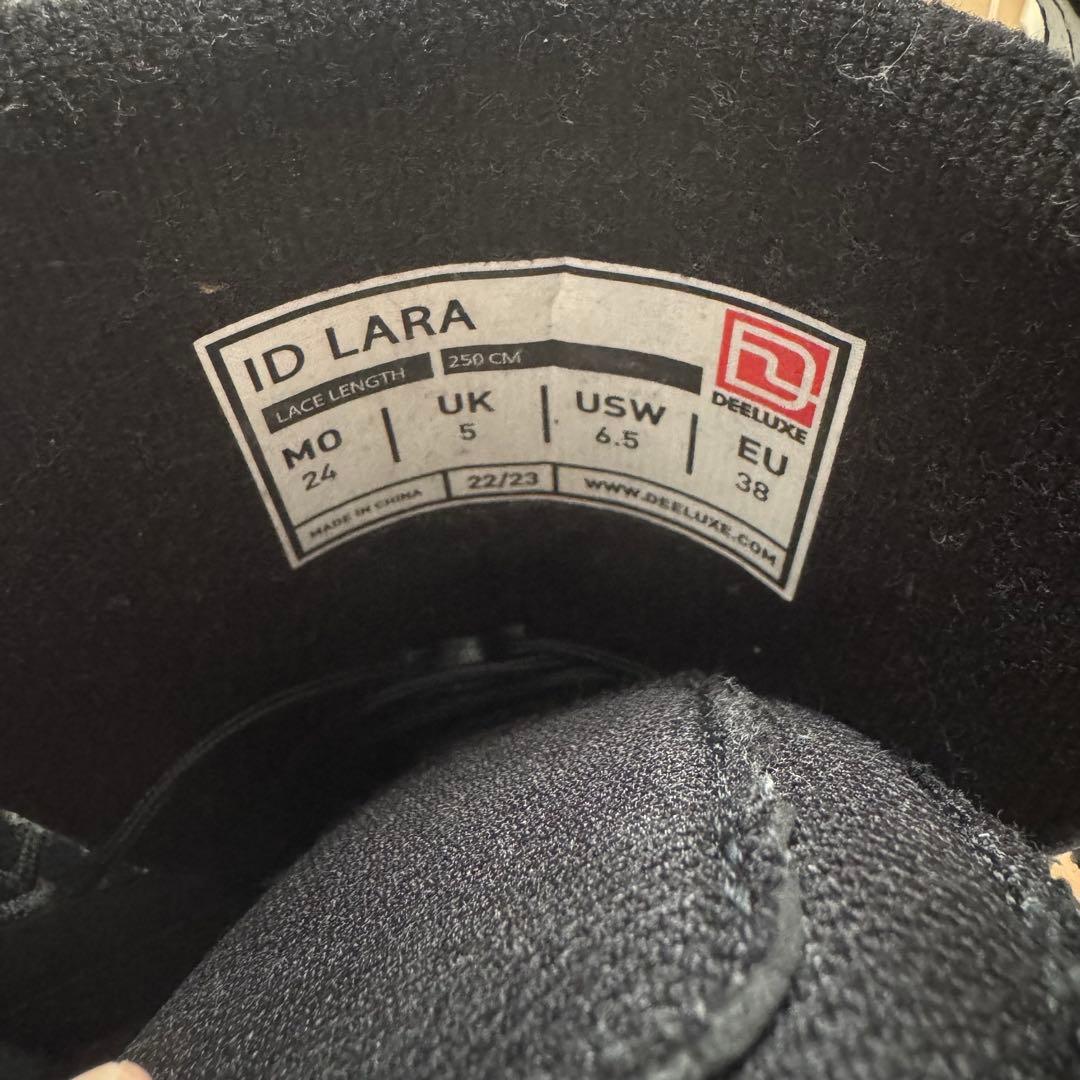 ID LARA
LACE LENGTH 250 CM
MO UK USW EU
24 5 6.5 38
MADE IN CHINA 22/23 WWW.DEELUXE.COM
DEELUXE